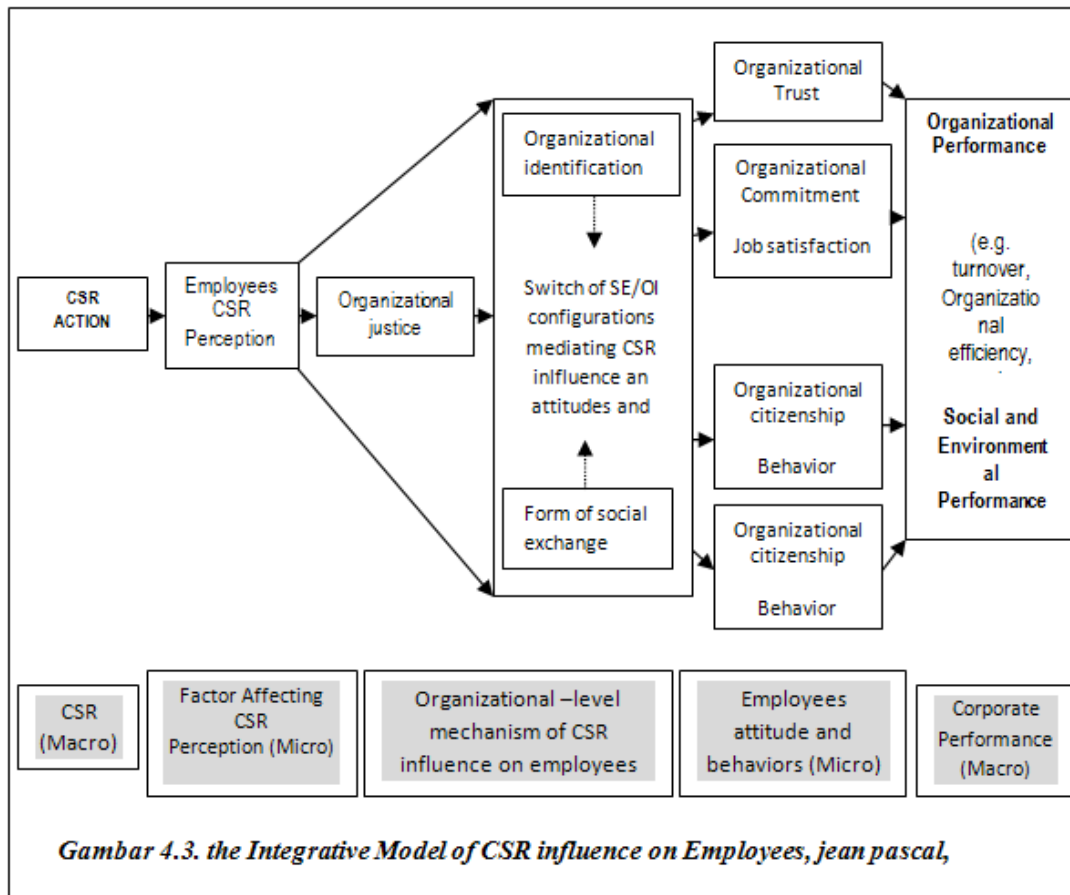 CSR
ACTION
Employees
CSR
Perception
Organizational
justice
Organizational
identification
Switch of SE/OI
configurations
mediating CSR
inlfluence an
attitudes and
Form of social
exchange
Organizational
Trust
Organizational
Commitment
Job satisfaction
Organizational
citizenship
Behavior
Organizational
citizenship
Behavior
Organizational
Performance
(e.g.
turnover,
Organizatio
nal
efficiency,
Social and
Environment
al
Performance
CSR
(Macro)
Factor Affecting
CSR
Perception (Micro)
Organizational –level
mechanism of CSR
influence on employees
Employees
attitude and
behaviors (Micro)
Corporate
Performance
(Macro)
Gambar 4.3. the Integrative Model of CSR influence on Employees, jean pascal,